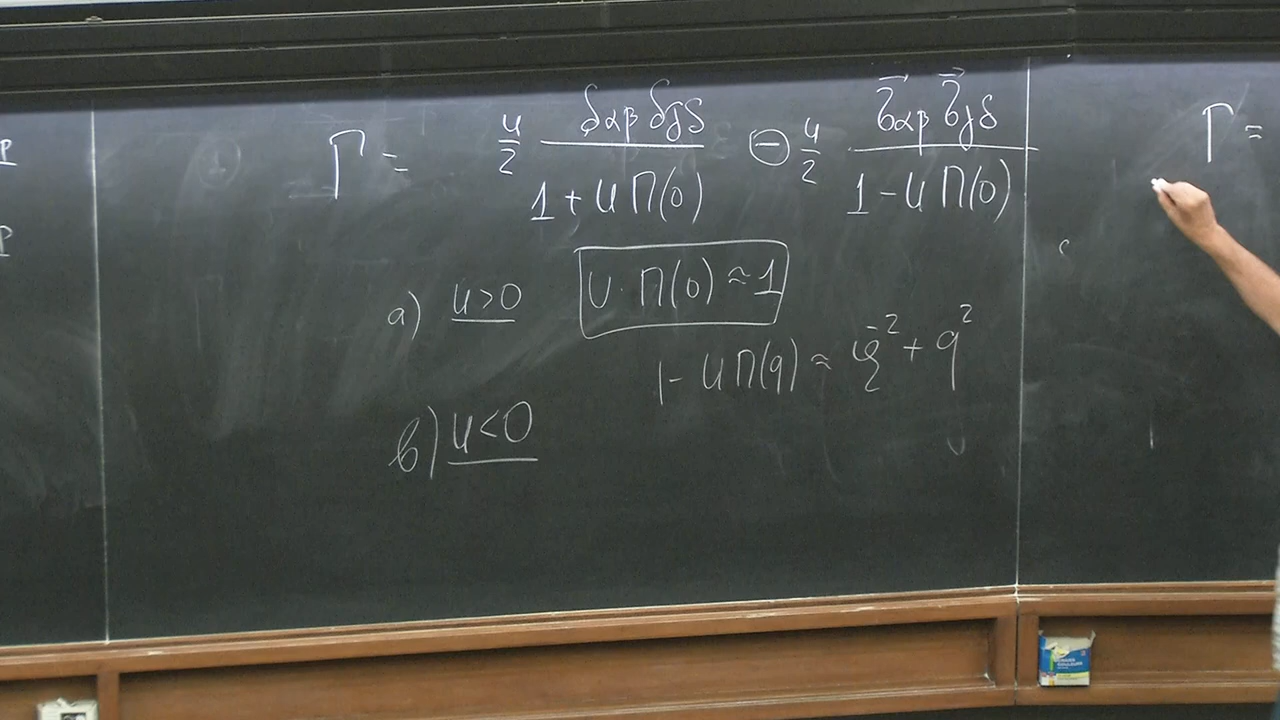 Γ = u/2 δαβ δγδ / (1 + u Π(0)) ⊖ u/2 σ⃗αβ σ⃗γδ / (1 − u Π(0))
a) u>0 U·Π(0) ≈ 1
1 − u Π(q) ≈ ξ⁻² + q²
b) u<0
Γ =
P
P